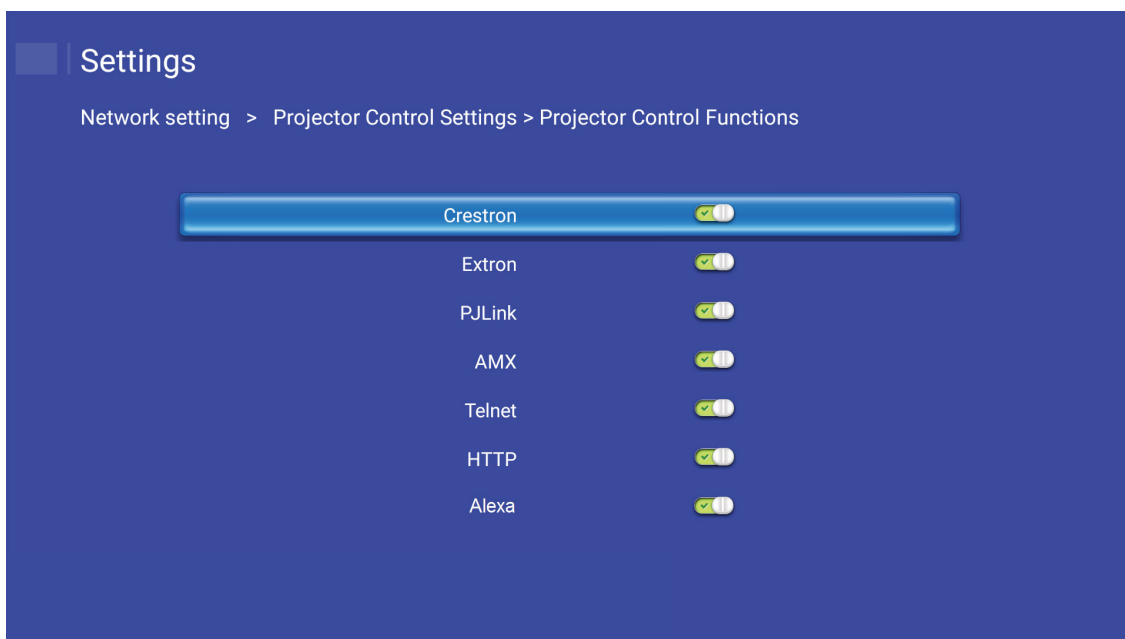 Settings
Network setting > Projector Control Settings > Projector Control Functions
Crestron
Extron
PJLink
AMX
Telnet
HTTP
Alexa